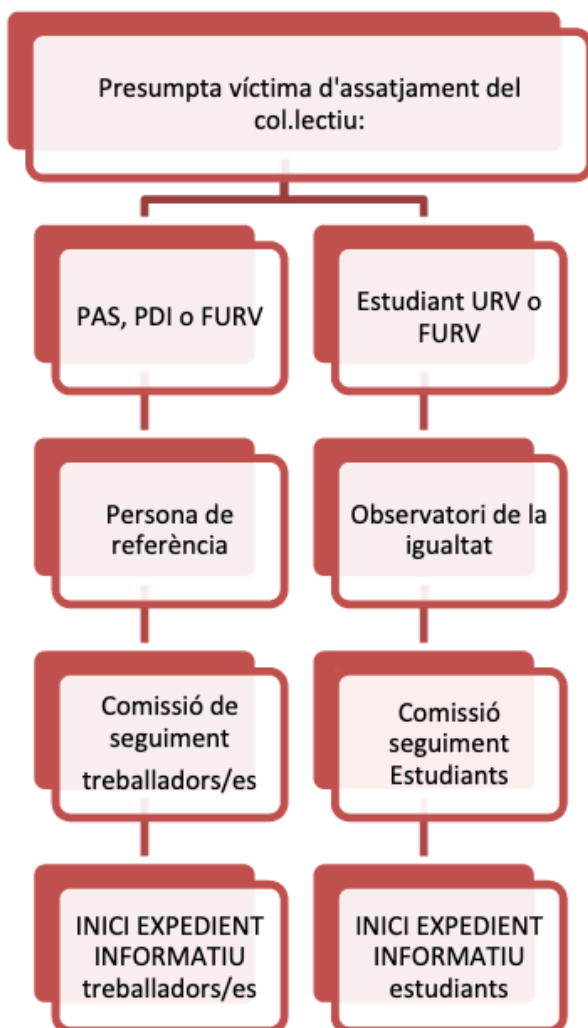 Presumpta víctima d'assatjament del
col.lectiu:
PAS, PDI o FURV
Estudiant URV o
FURV
Persona de
referència
Observatori de la
igualtat
Comissió de
seguiment
treballadors/es
Comissió
seguiment
Estudiants
INICI EXPEDIENT
INFORMATIU
treballadors/es
INICI EXPEDIENT
INFORMATIU
estudiants